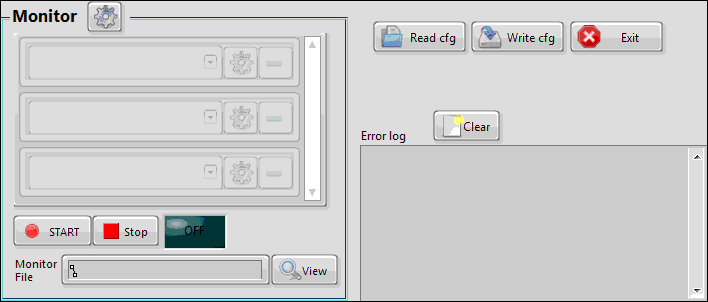 Monitor
Read cfg
Write cfg
Exit
Clear
Error log
START
Stop
OFF
Monitor
File
View